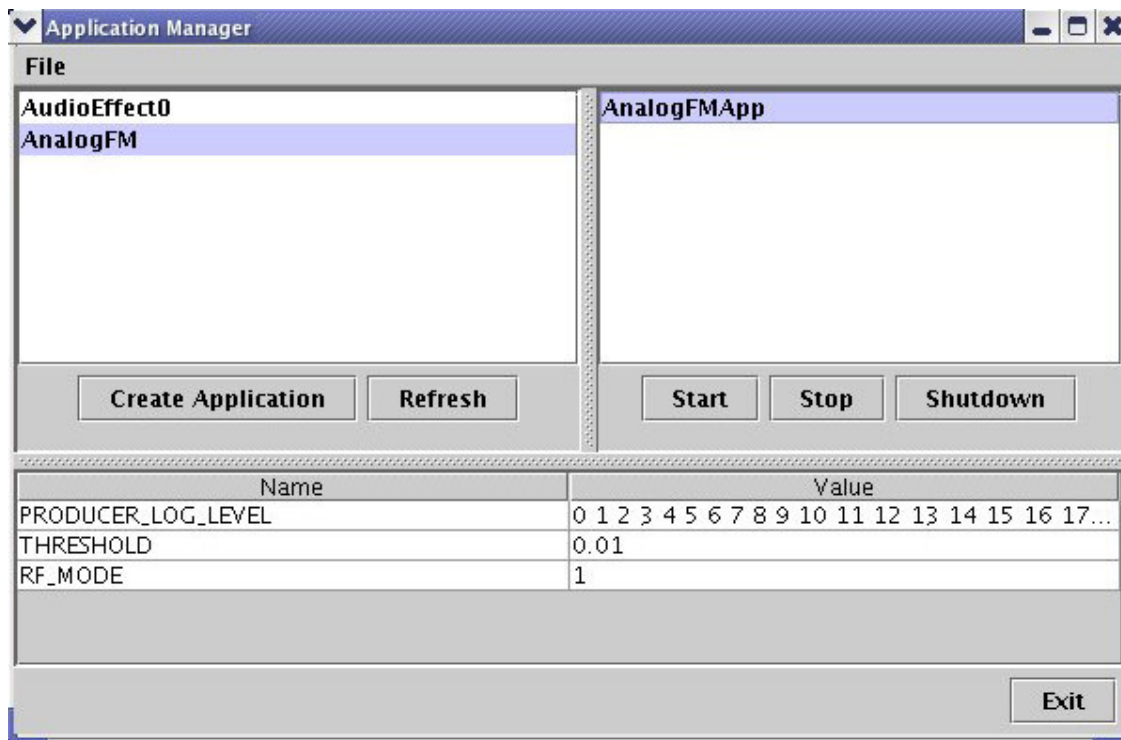 Application Manager
File
AudioEffect0
AnalogFM
AnalogFMApp
Create Application
Refresh
Start
Stop
Shutdown
Name Value
PRODUCER_LOG_LEVEL 0 1 2 3 4 5 6 7 8 9 10 11 12 13 14 15 16 17...
THRESHOLD 0.01
RF_MODE 1
Exit